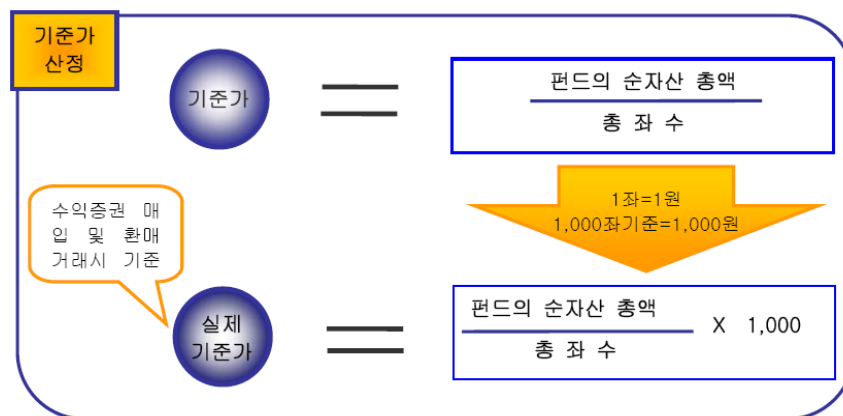 기준가
산정
기준가
펀드의 순자산 총액
총 좌 수
1좌=1원
1,000좌기준=1,000원
수익증권 매
입 및 환매
거래시 기준
실제
기준가
펀드의 순자산 총액
총 좌 수
X 1,000